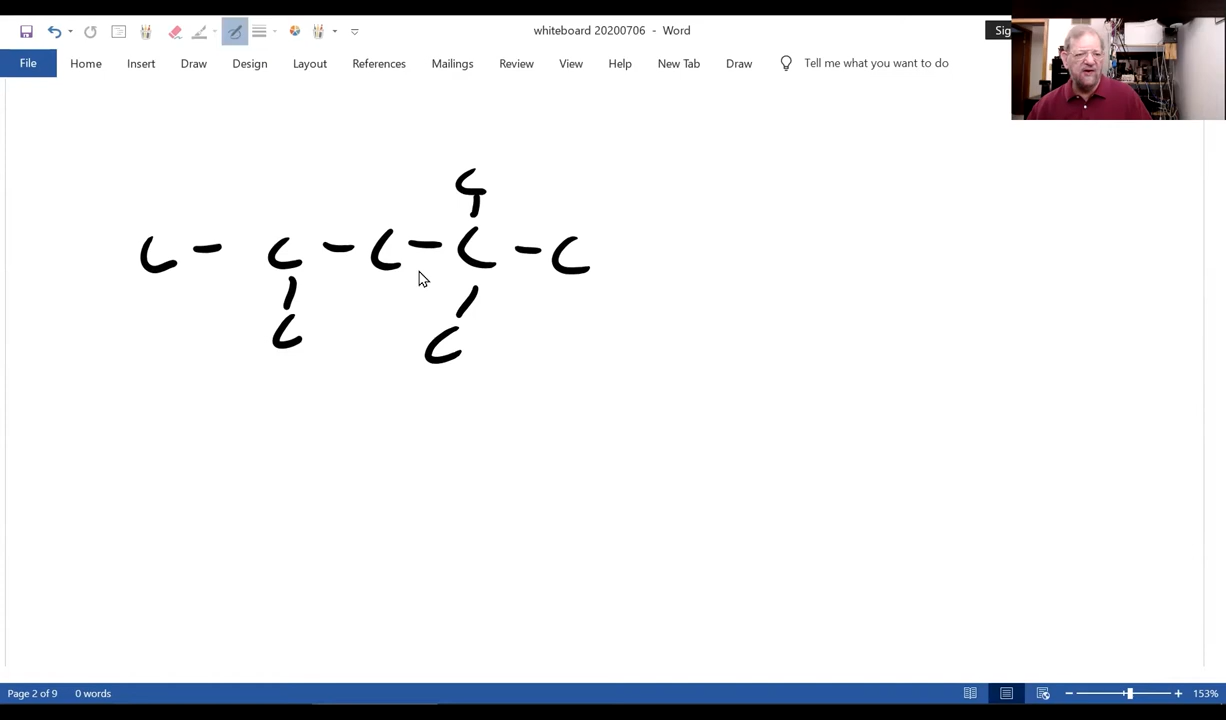 whiteboard 20200706 - Word
Sig
File Home Insert Draw Design Layout References Mailings Review View Help New Tab Draw Tell me what you want to do
C
C - C - C - C - C
C C
Page 2 of 9 0 words 153%